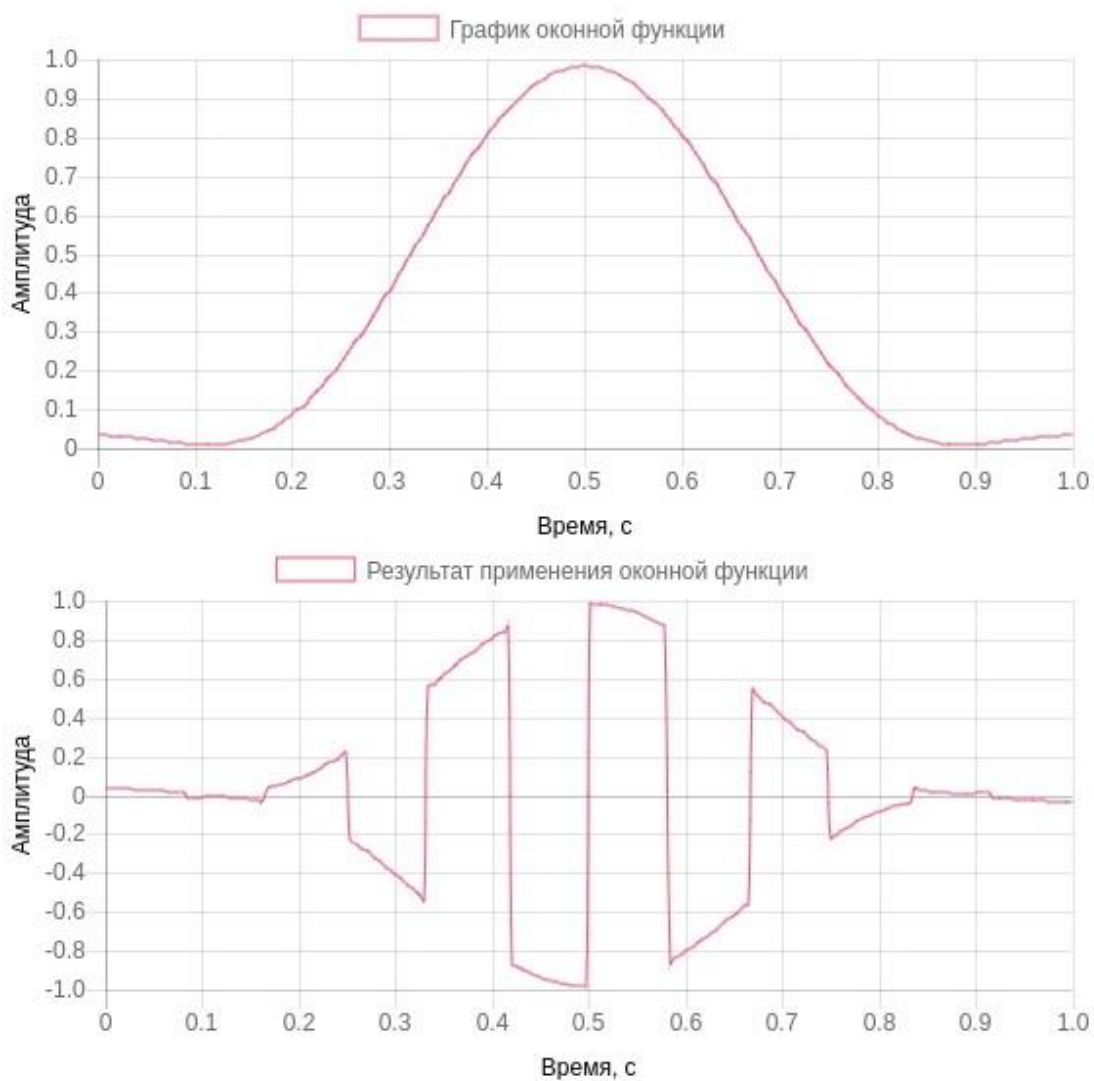 График оконной функции
1.0
0.9
0.8
0.7
0.6
0.5
0.4
0.3
0.2
0.1
0
Амплитуда
0 0.1 0.2 0.3 0.4 0.5 0.6 0.7 0.8 0.9 1.0
Время, с
Результат применения оконной функции
1.0
0.8
0.6
0.4
0.2
0
-0.2
-0.4
-0.6
-0.8
-1.0
Амплитуда
0 0.1 0.2 0.3 0.4 0.5 0.6 0.7 0.8 0.9 1.0
Время, с